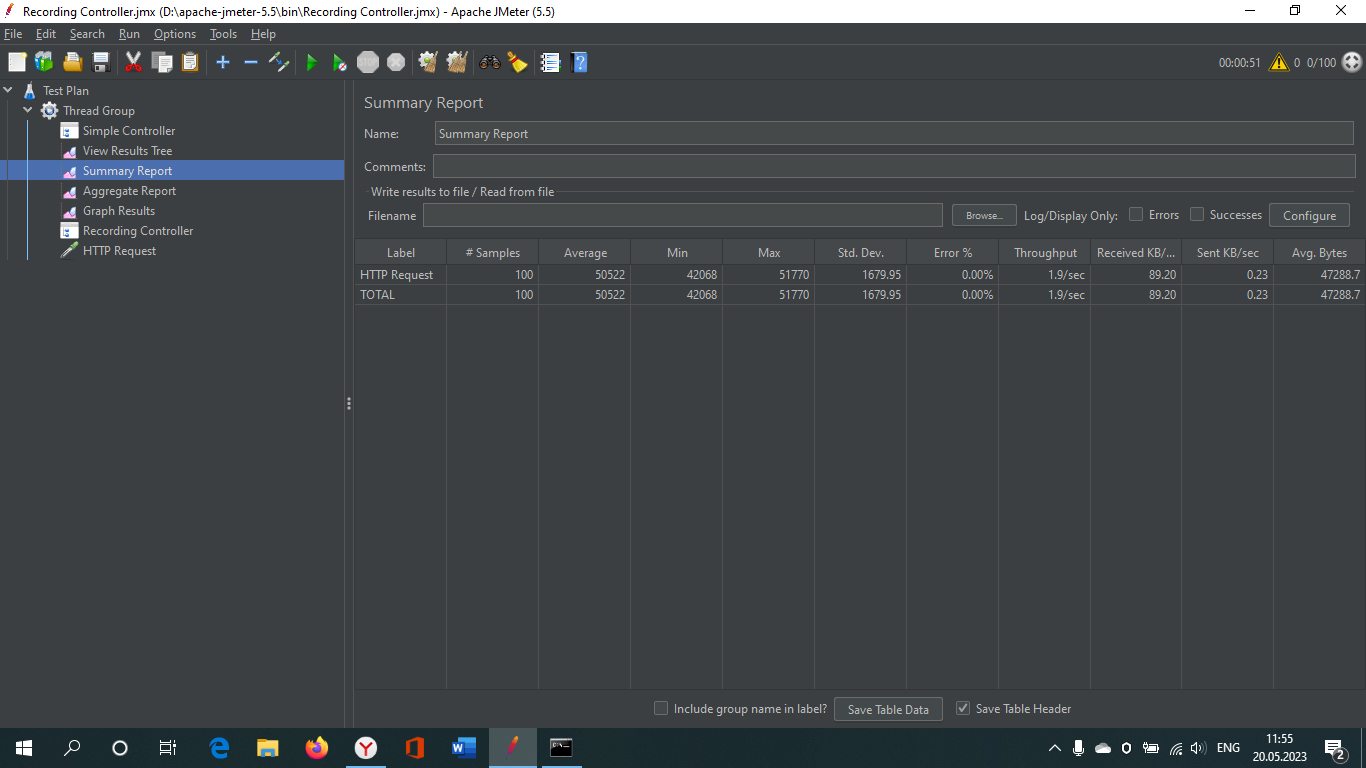 Recording Controller.jmx (D:\apache-jmeter-5.5\bin\Recording Controller.jmx) - Apache JMeter (5.5)
File Edit Search Run Options Tools Help
STOP 00:00:51 0 0/100
Test Plan
Thread Group
Simple Controller
View Results Tree
Summary Report
Aggregate Report
Graph Results
Recording Controller
HTTP Request
Summary Report
Name: Summary Report
Comments:
Write results to file / Read from file
Filename Browse... Log/Display Only: Errors Successes Configure
Label # Samples Average Min Max Std. Dev. Error % Throughput Received KB/... Sent KB/sec Avg. Bytes
HTTP Request 100 50522 42068 51770 1679.95 0.00% 1.9/sec 89.20 0.23 47288.7
TOTAL 100 50522 42068 51770 1679.95 0.00% 1.9/sec 89.20 0.23 47288.7
Include group name in label? Save Table Data Save Table Header
ENG 11:55
20.05.2023 2